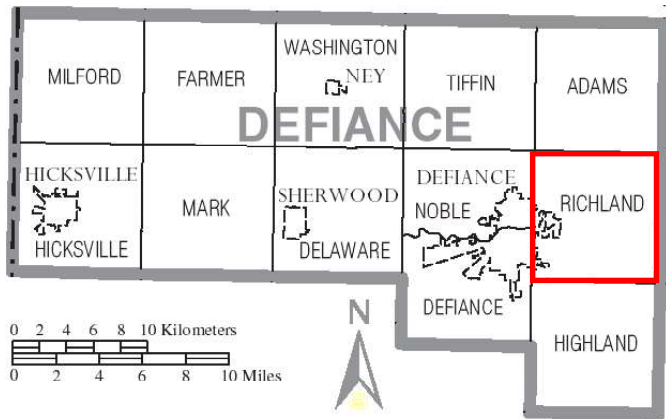 WASHINGTON
MILFORD
FARMER
NEY
TIFFIN
ADAMS
DEFIANCE
HICKSVILLE
MARK
SHERWOOD
DEFIANCE
NOBLE
RICHLAND
HICKSVILLE
DELAWARE
DEFIANCE
HIGHLAND
N
0 2 4 6 8 10 Kilometers
0 2 4 6 8 10 Miles